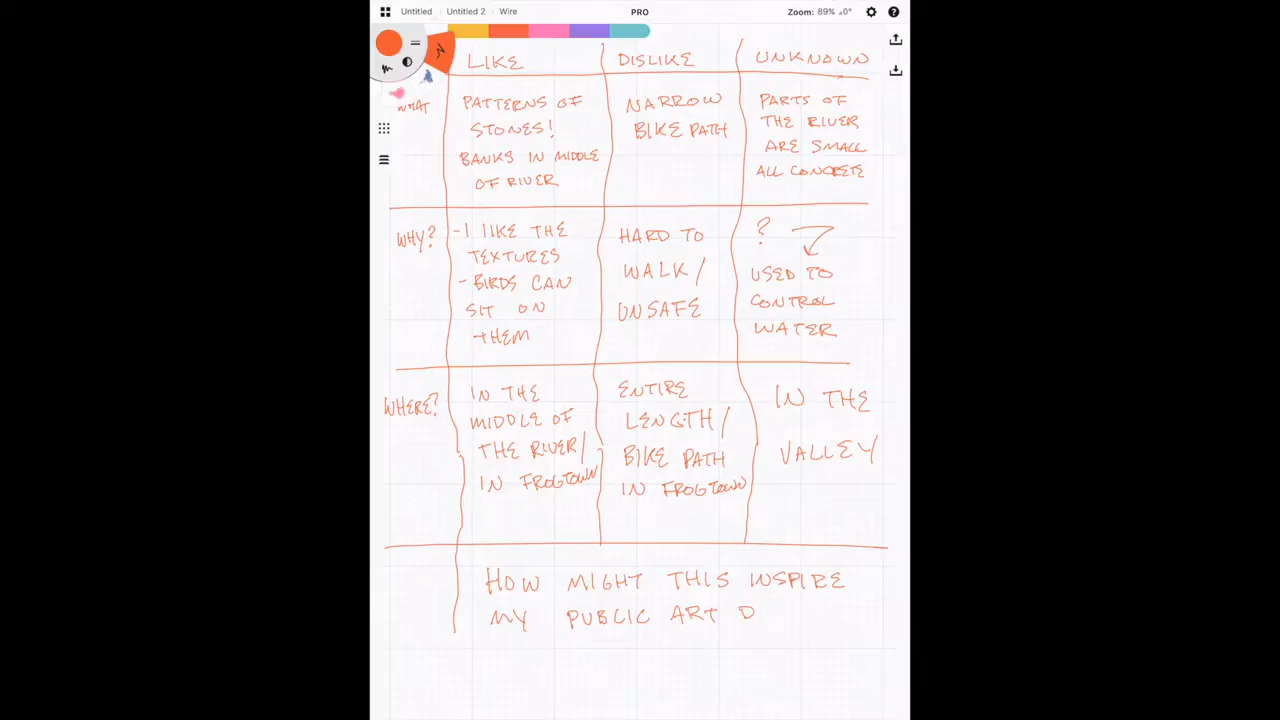 Untitled Untitled 2 Wire PRO Zoom: 89% 0°
LIKE DISLIKE UNKNOWN
WHAT
PATTERNS OF
STONES!
BANKS IN MIDDLE
OF RIVER
NARROW
BIKE PATH
PARTS OF
THE RIVER
ARE SMALL
ALL CONCRETE
WHY?
- I LIKE THE
TEXTURES
- BIRDS CAN
SIT ON
THEM
HARD TO
WALK/
UNSAFE
?
USED TO
CONTROL
WATER
WHERE?
IN THE
MIDDLE OF
THE RIVER/
IN FROGTOWN
ENTIRE
LENGTH/
BIKE PATH
IN FROGTOWN
IN THE
VALLEY
HOW MIGHT THIS INSPIRE
MY PUBLIC ART D